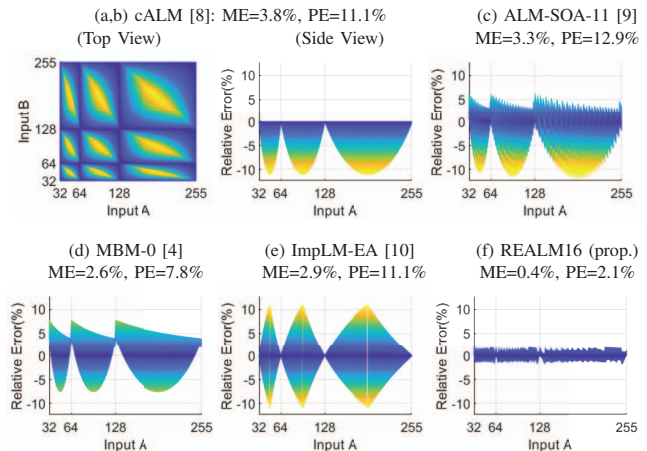 (a,b) cALM [8]: ME=3.8%, PE=11.1%
(Top View)
(Side View)
(c) ALM-SOA-11 [9]
ME=3.3%, PE=12.9%
255
128
64
32
Input B
32 64 128 255
Input A
Relative Error(%)
10
5
0
-5
-10
32 64 128 255
Input A
Relative Error(%)
10
5
0
-5
-10
32 64 128 255
Input A
(d) MBM-0 [4]
ME=2.6%, PE=7.8%
(e) ImpLM-EA [10]
ME=2.9%, PE=11.1%
(f) REALM16 (prop.)
ME=0.4%, PE=2.1%
Relative Error(%)
10
5
0
-5
-10
32 64 128 255
Input A
Relative Error(%)
10
5
0
-5
-10
32 64 128 255
Input A
Relative Error(%)
10
5
0
-5
-10
32 64 128 255
Input A